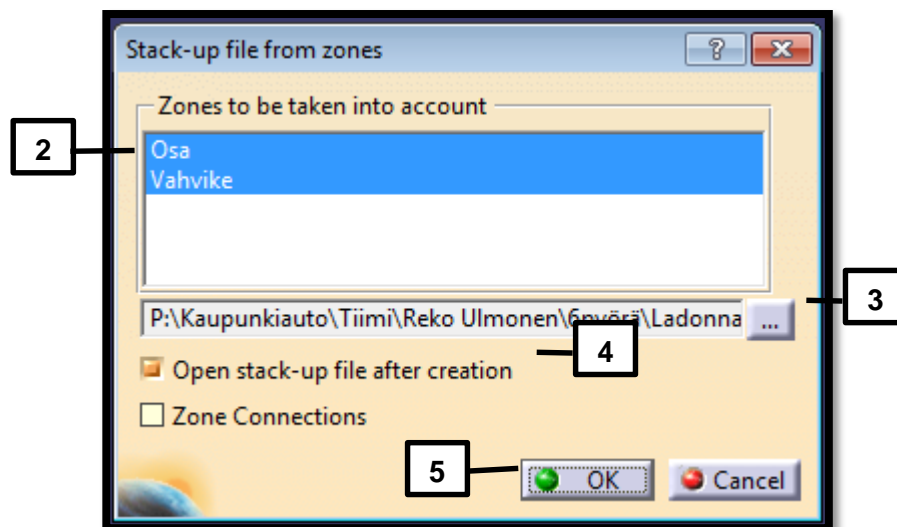 Stack-up file from zones
Zones to be taken into account
2
Osa
Vahvike
3
P:\Kaupunkiauto\Tiimi\Reko Ulmonen\6pyörä\Ladonna ...
4
Open stack-up file after creation
Zone Connections
5
OK Cancel